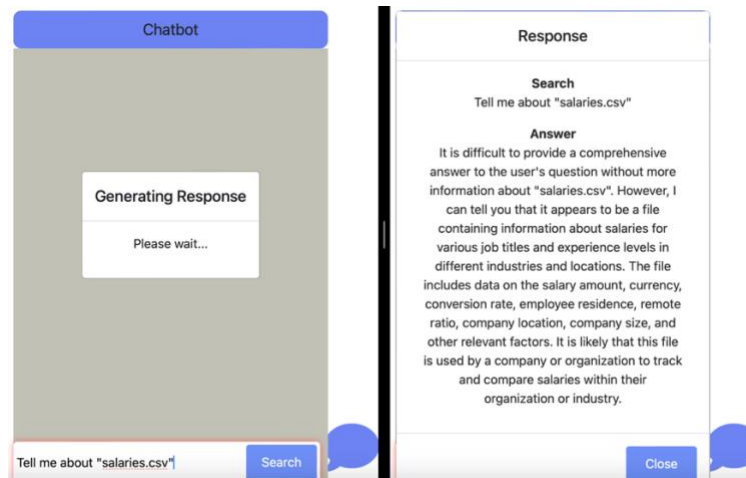 Chatbot
Generating Response
Please wait...
Tell me about "salaries.csv"
Search
Response
Search
Tell me about "salaries.csv"
Answer
It is difficult to provide a comprehensive
answer to the user's question without more
information about "salaries.csv". However, I
can tell you that it appears to be a file
containing information about salaries for
various job titles and experience levels in
different industries and locations. The file
includes data on the salary amount, currency,
conversion rate, employee residence, remote
ratio, company location, company size, and
other relevant factors. It is likely that this file
is used by a company or organization to track
and compare salaries within their
organization or industry.
Close